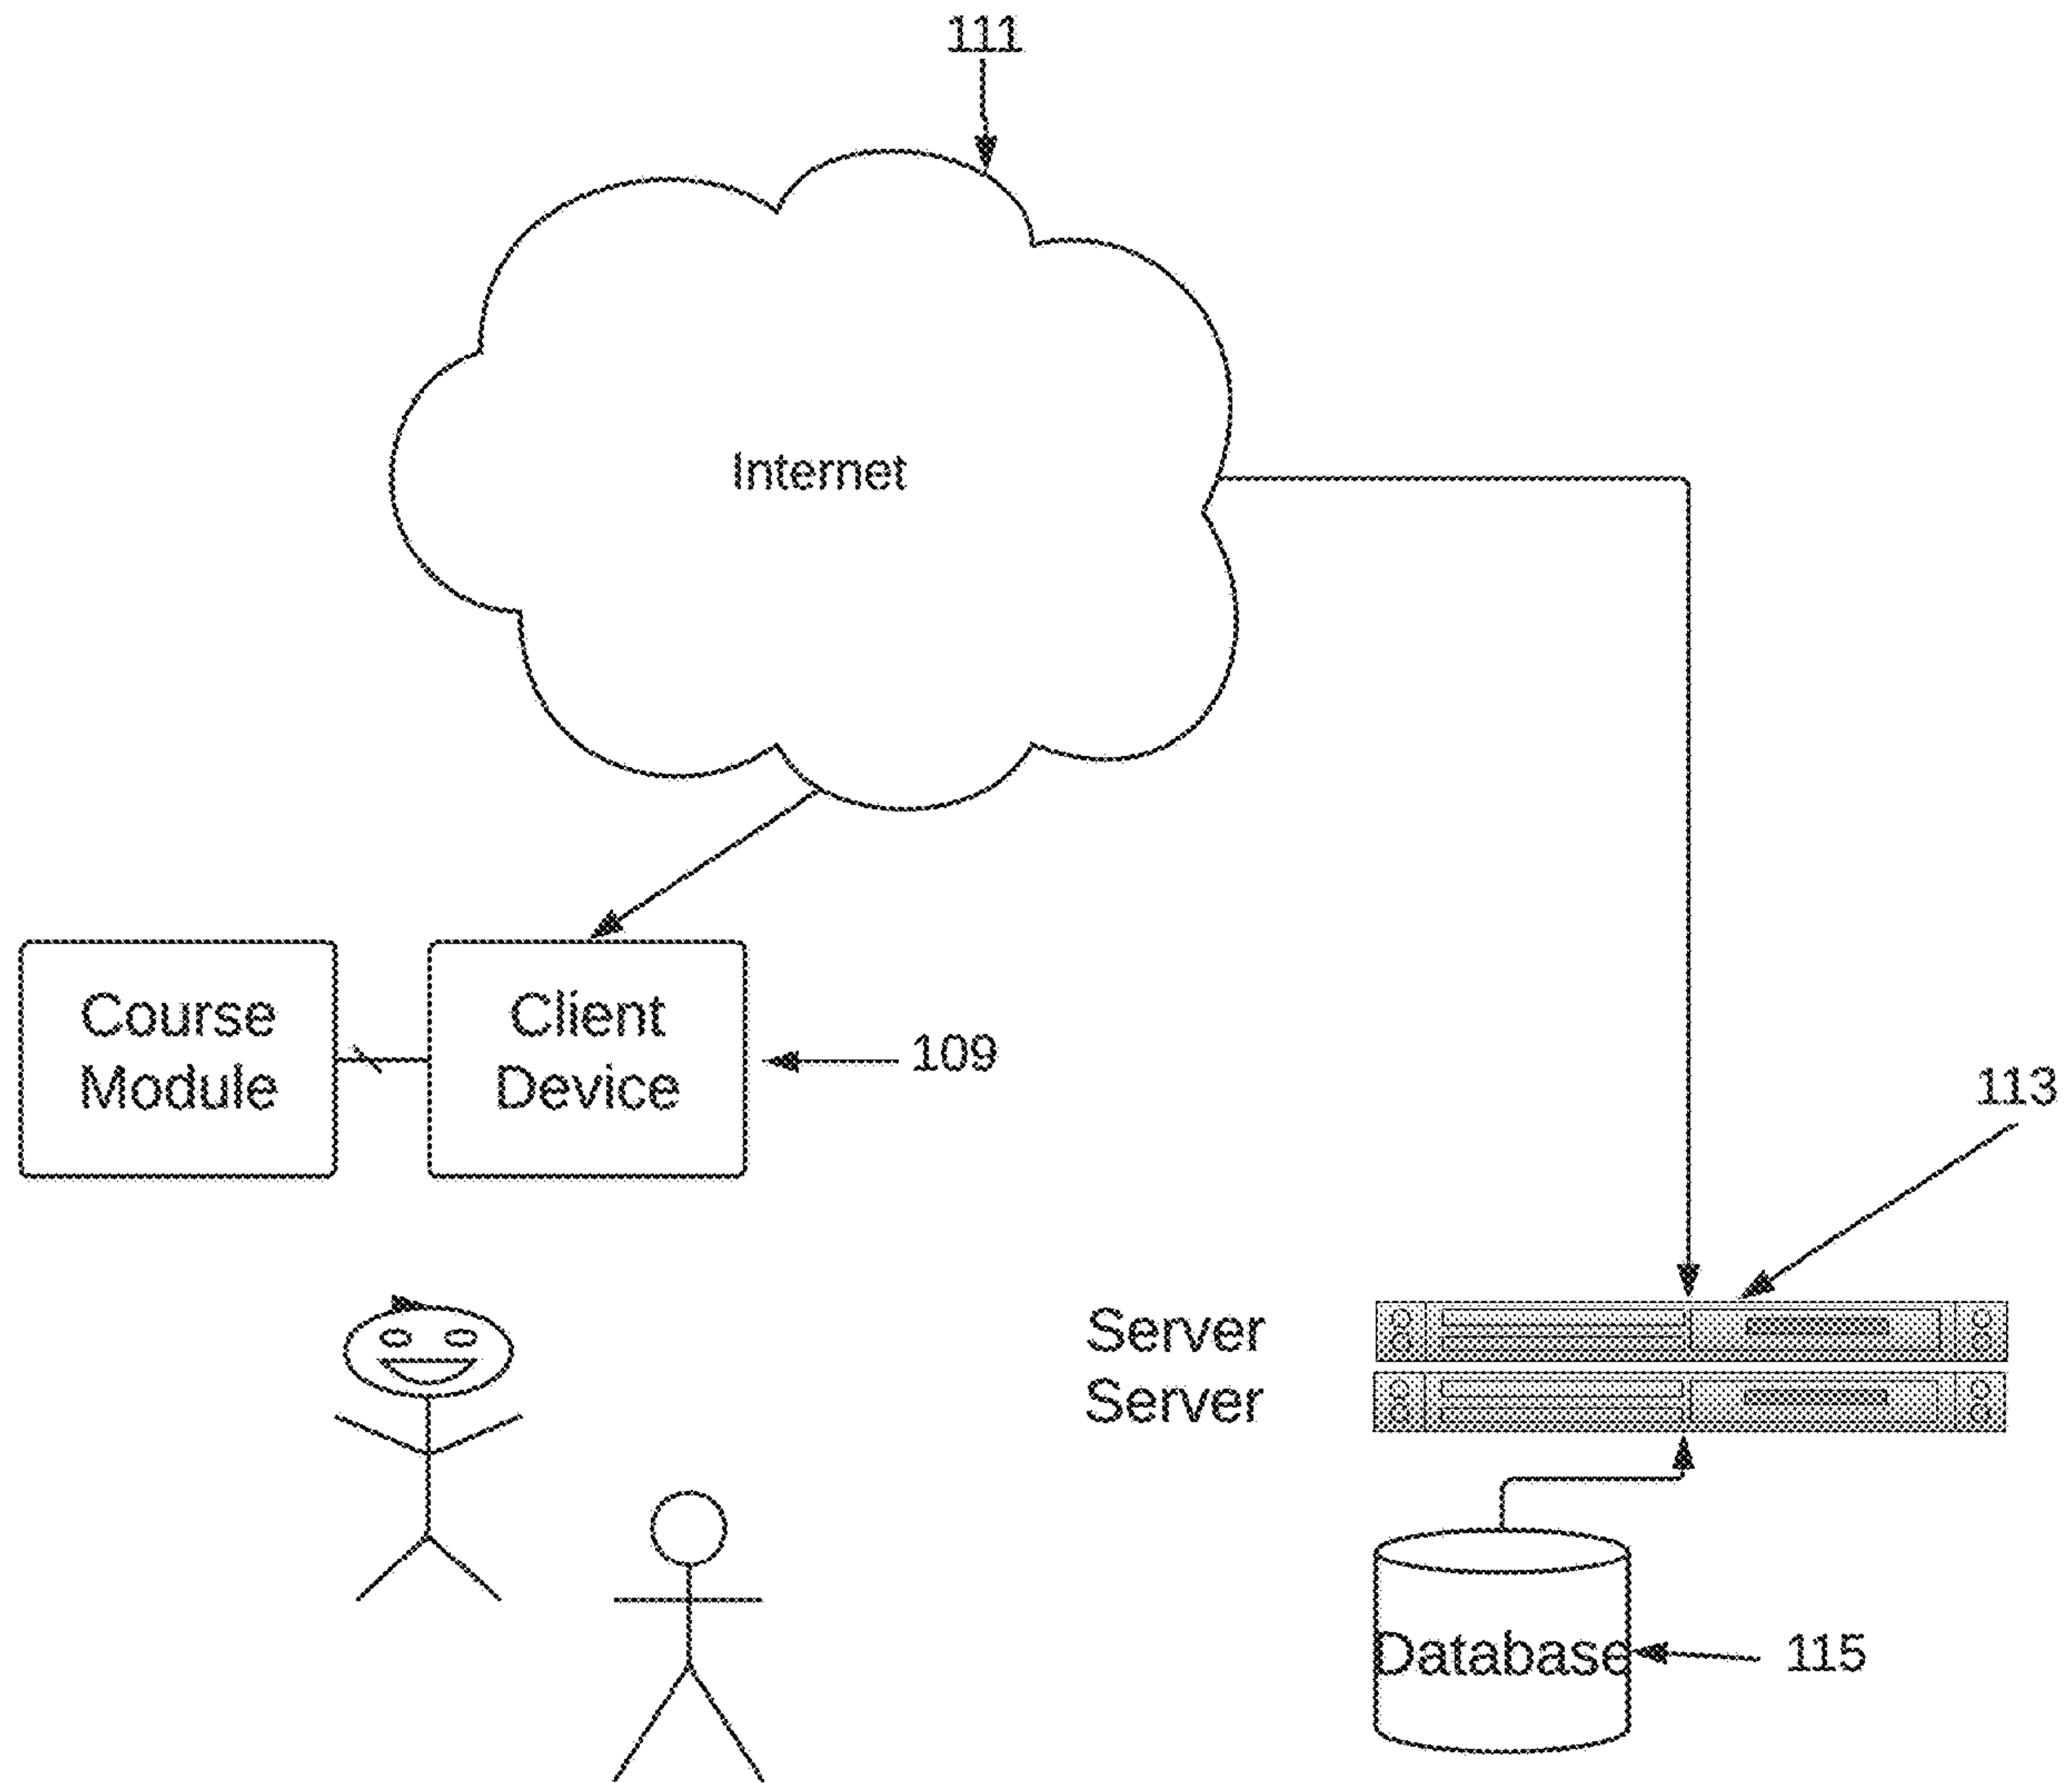 111
Internet
Course
Module
Client
Device
109
113
Server
Server
Database
115